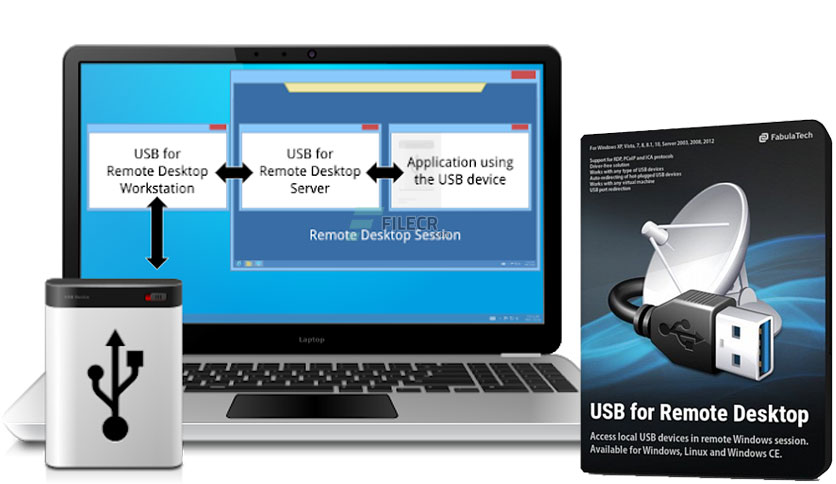 USB for
Remote Desktop
Workstation
USB for
Remote Desktop
Server
Application using
the USB device
FILECR
Remote Desktop Session
Laptop
USB Device
FabulaTech
For Windows XP, Vista, 7, 8, 8.1, 10, Server 2003, 2008, 2012
Support for RDP, PCoIP and ICA protocols
Driver-free solution
Works with any type of USB devices
Auto-redirecting of hot-plugged USB devices
Works with any virtual machine
USB port redirection
USB for Remote Desktop
Access local USB devices in remote Windows session.
Available for Windows, Linux and Windows CE.